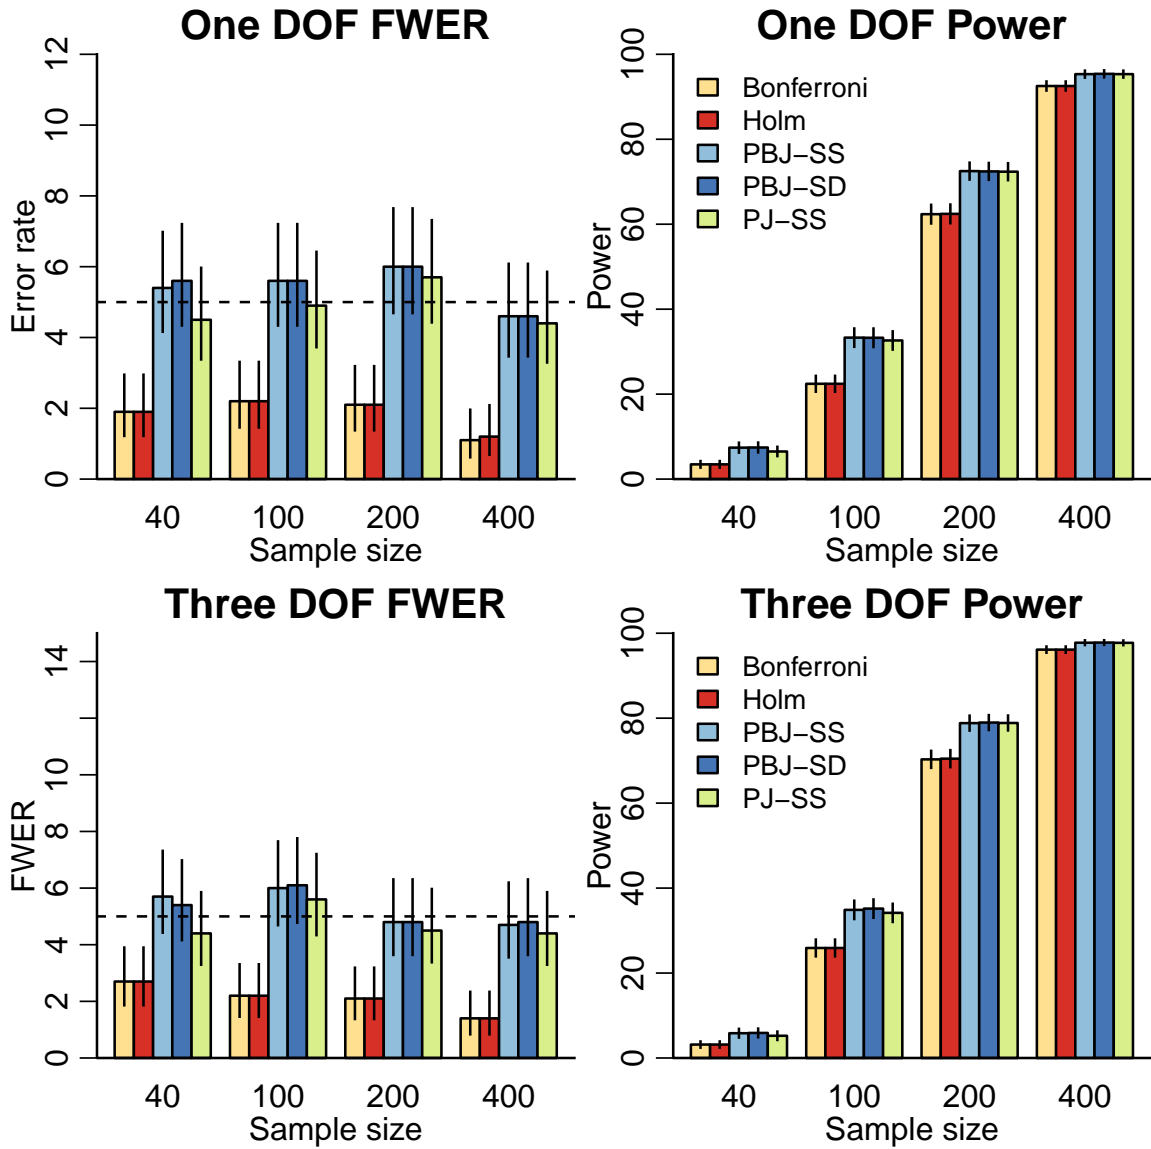 One DOF FWER
Error rate
12
10
8
6
4
2
0
40 100 200 400
Sample size
One DOF Power
Power
100
80
60
40
20
0
Bonferroni
Holm
PBJ−SS
PBJ−SD
PJ−SS
40 100 200 400
Sample size
Three DOF FWER
FWER
14
10
8
6
4
2
0
40 100 200 400
Sample size
Three DOF Power
Power
100
80
60
40
20
0
Bonferroni
Holm
PBJ−SS
PBJ−SD
PJ−SS
40 100 200 400
Sample size